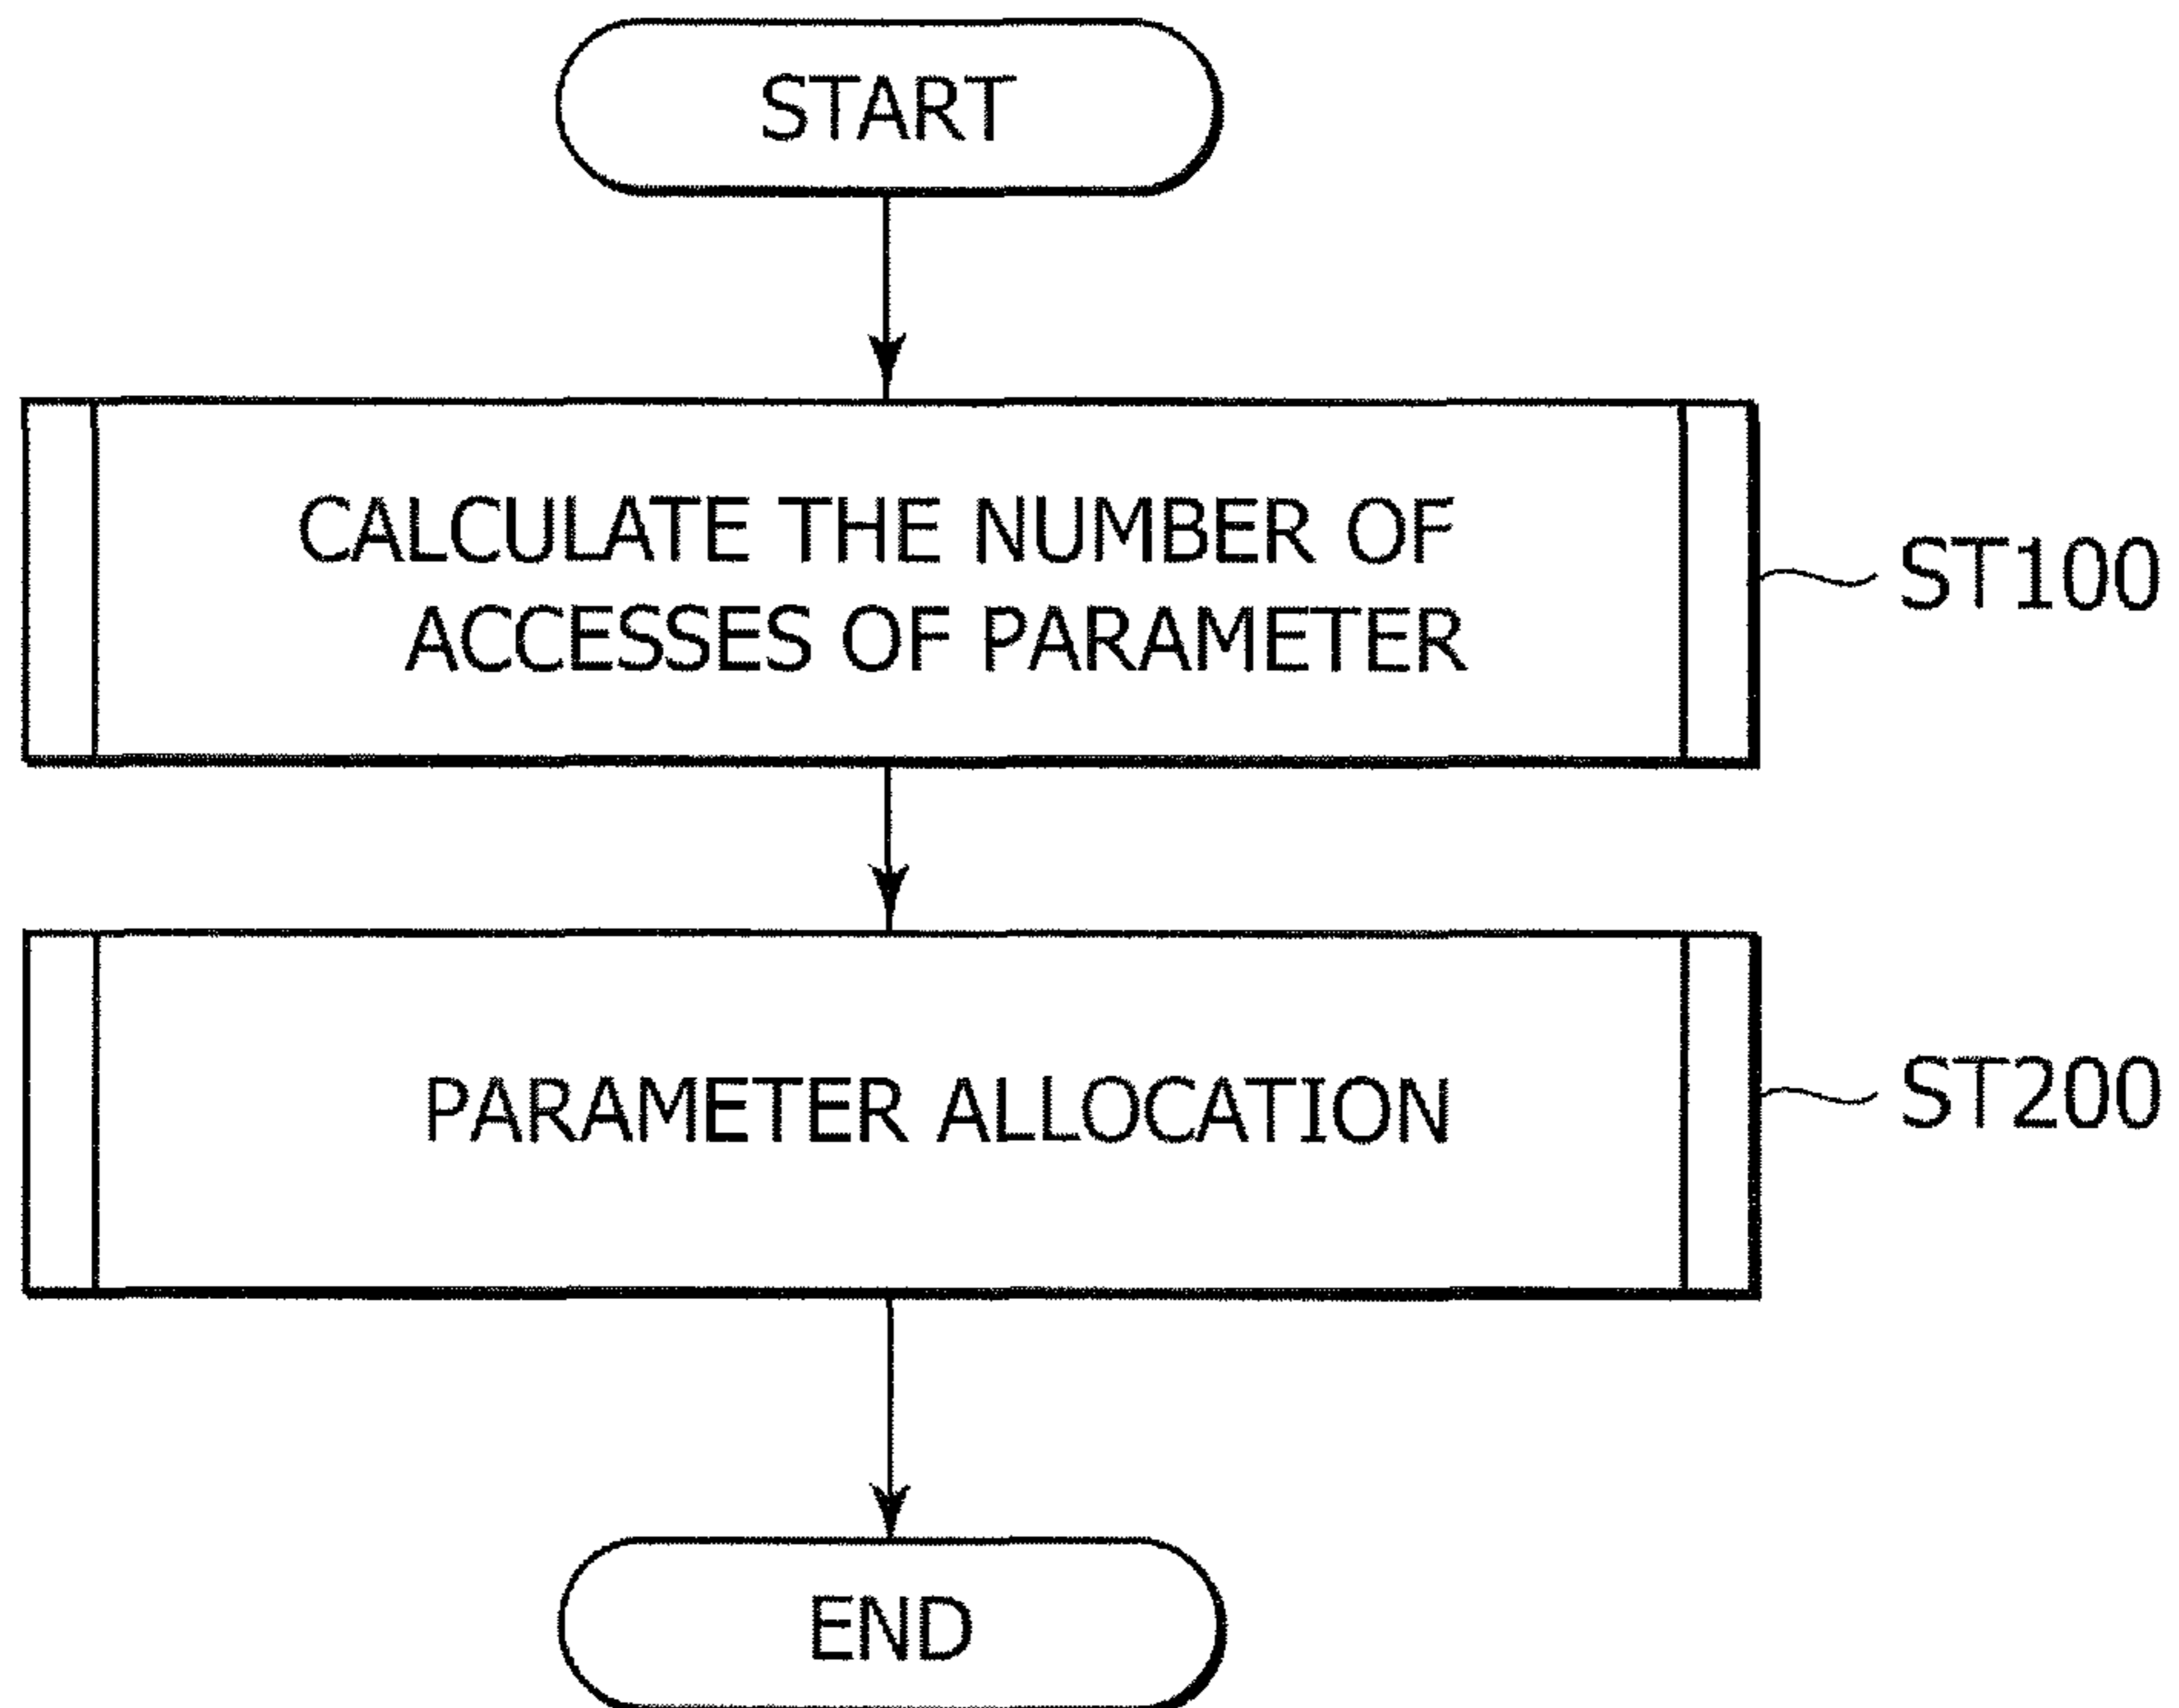 START
CALCULATE THE NUMBER OF
ACCESSES OF PARAMETER
ST100
PARAMETER ALLOCATION
ST200
END